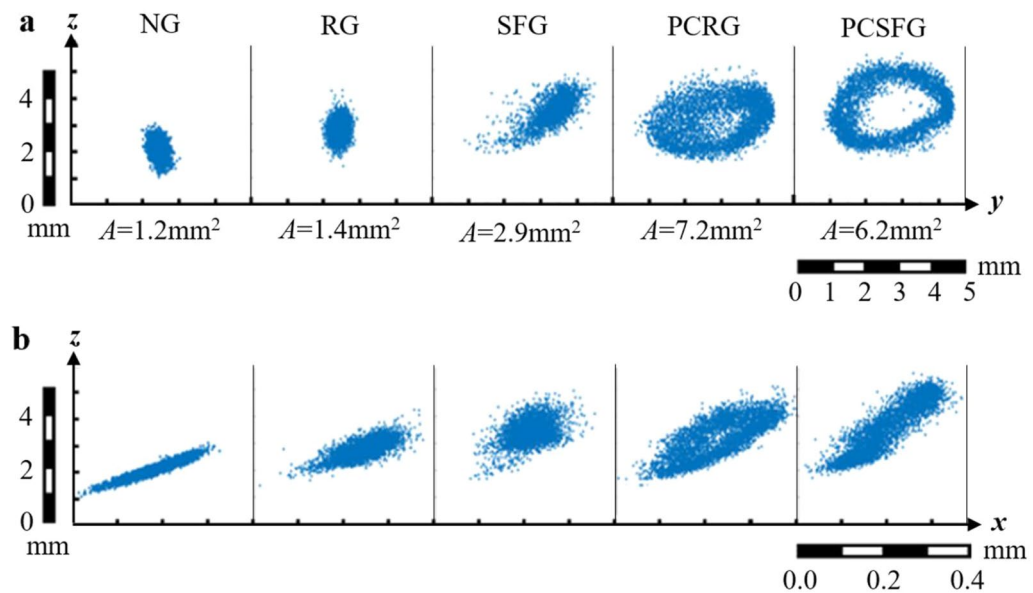 a
z
NG RG SFG PCRG PCSFG
4
2
0
mm
y
A=1.2mm² A=1.4mm² A=2.9mm² A=7.2mm² A=6.2mm²
mm
0 1 2 3 4 5
b
z
4
2
0
mm
x
mm
0.0 0.2 0.4